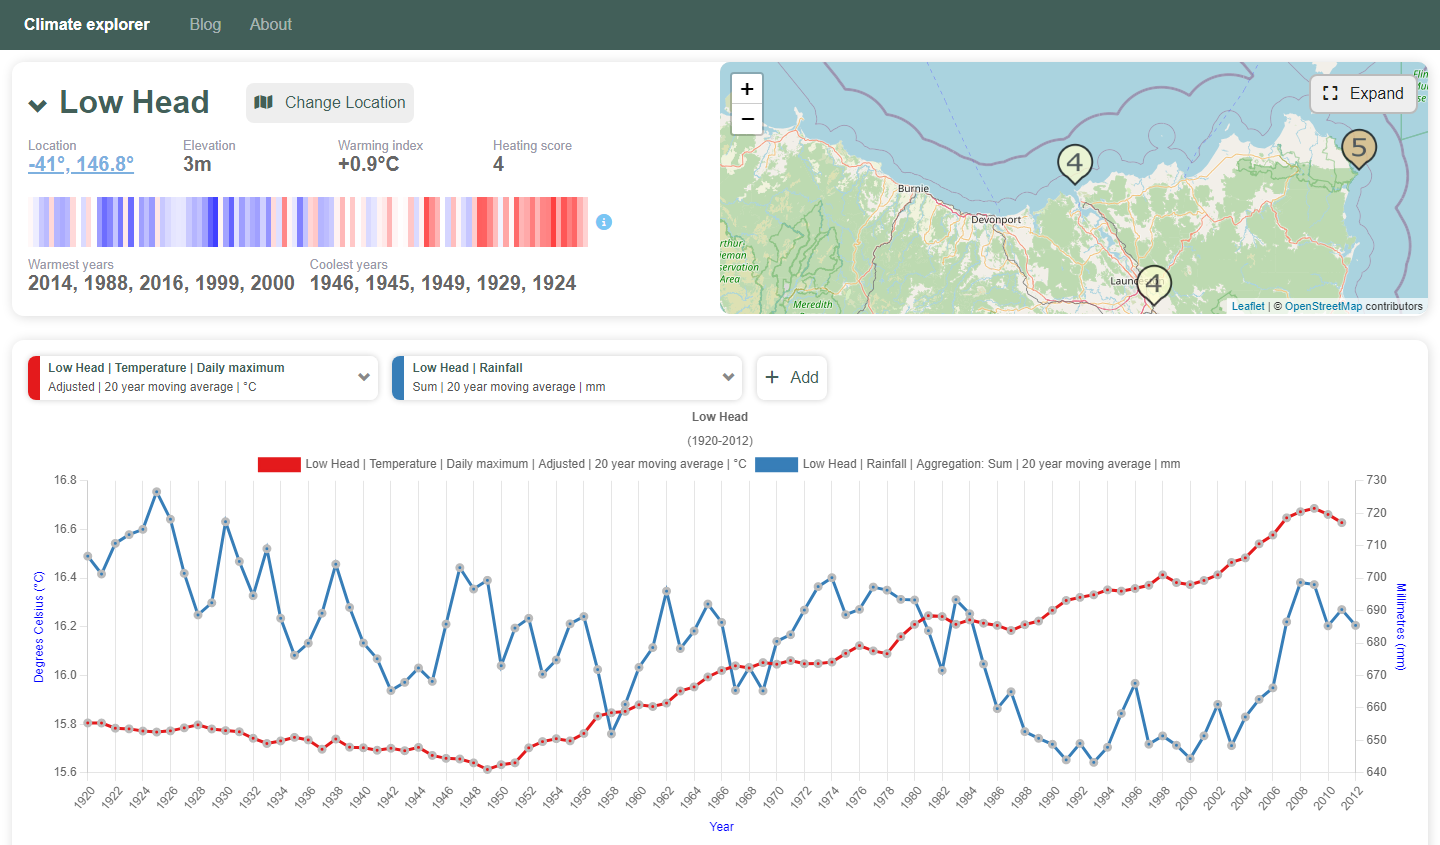 Climate explorer Blog About
Low Head Change Location
Location Elevation Warming index Heating score
-41°, 146.8° 3m +0.9°C 4
Warmest years Coolest years
2014, 1988, 2016, 1999, 2000 1946, 1945, 1949, 1929, 1924
+
−
Expand
5
4
Burnie
Devonport
4
Meredith
Leaflet | © OpenStreetMap contributors
Low Head | Temperature | Daily maximum
Adjusted | 20 year moving average | °C
Low Head | Rainfall
Sum | 20 year moving average | mm
+ Add
Low Head
(1920-2012)
Low Head | Temperature | Daily maximum | Adjusted | 20 year moving average | °C Low Head | Rainfall | Aggregation: Sum | 20 year moving average | mm
16.8 730
16.6 720
710
16.4 700
16.2 690
680
16.0 670
15.8 660
650
15.6 640
Degrees Celsius (°C)
Millimetres (mm)
1920 1922 1924 1926 1928 1930 1932 1934 1936 1938 1940 1942 1944 1946 1948 1950 1952 1954 1956 1958 1960 1962 1964 1966 1968 1970 1972 1974 1976 1978 1980 1982 1984 1986 1988 1990 1992 1994 1996 1998 2000 2002 2004 2006 2008 2010 2012
Year